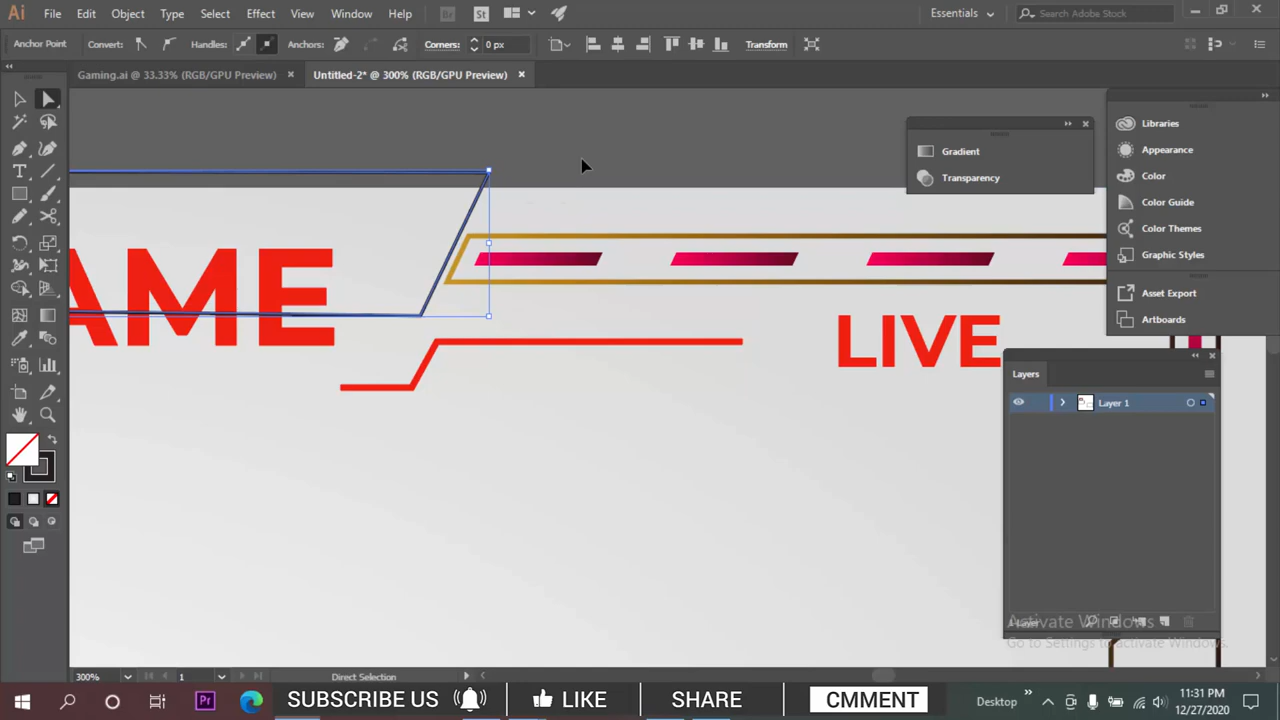 Ai File Edit Object Type Select Effect View Window Help Br St Essentials Search Adobe Stock
Anchor Point Convert: Handles: Anchors: Corners: 0 px Transform
Gaming.ai @ 33.33% (RGB/GPU Preview) Untitled-2* @ 300% (RGB/GPU Preview)
Gradient
Transparency
Libraries
Appearance
Color
Color Guide
Color Themes
Graphic Styles
Asset Export
Artboards
AME
LIVE
Layers
Layer 1
Activate Windows
Go to Settings to activate Windows.
300% 1 Direct Selection
Pr SUBSCRIBE US LIKE SHARE CMMENT Desktop 11:31 PM
12/27/2020